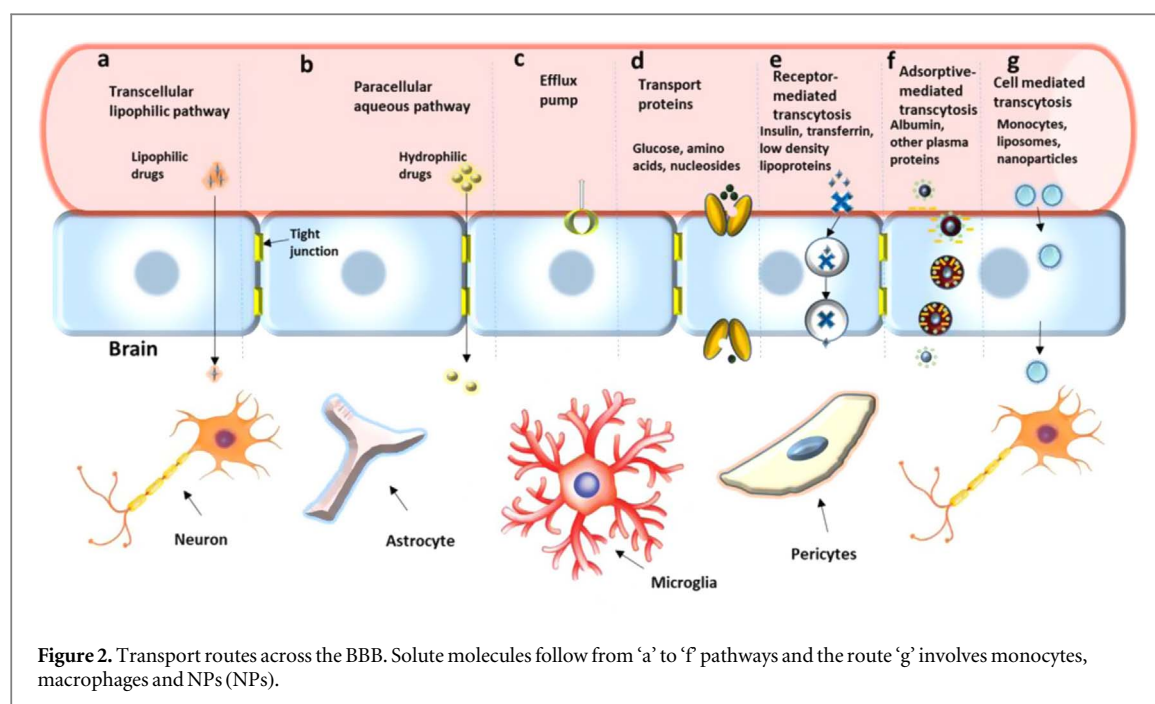 a
Transcellular
lipophilic pathway
Lipophilic
drugs
b
Paracellular
aqueous pathway
Hydrophilic
drugs
c
Efflux
pump
d
Transport
proteins
Glucose, amino
acids, nucleosides
e
Receptor-
mediated
transcytosis
Insulin, transferrin,
low density
lipoproteins
f
Adsorptive-
mediated
transcytosis
Albumin,
other plasma
proteins
g
Cell mediated
transcytosis
Monocytes,
liposomes,
nanoparticles
Tight
junction
Brain
Neuron
Astrocyte
Microglia
Pericytes
Figure 2. Transport routes across the BBB. Solute molecules follow from ‘a’ to ‘f’ pathways and the route ‘g’ involves monocytes,
macrophages and NPs (NPs).